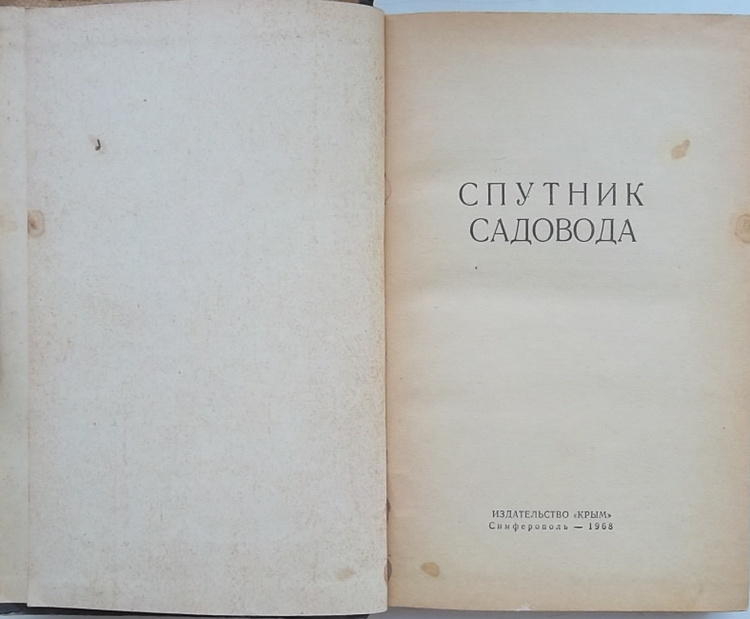 СПУТНИК
САДОВОДА
ИЗДАТЕЛЬСТВО «КРЫМ»
Симферополь — 1968